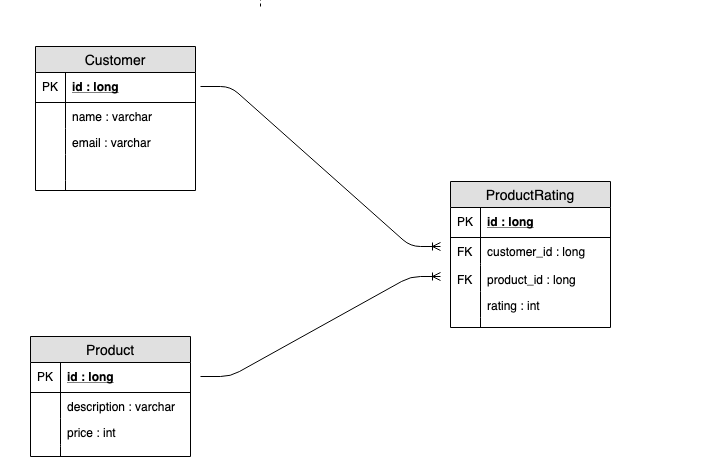 Customer
PK id : long
name : varchar
email : varchar
ProductRating
PK id : long
FK customer_id : long
FK product_id : long
rating : int
Product
PK id : long
description : varchar
price : int